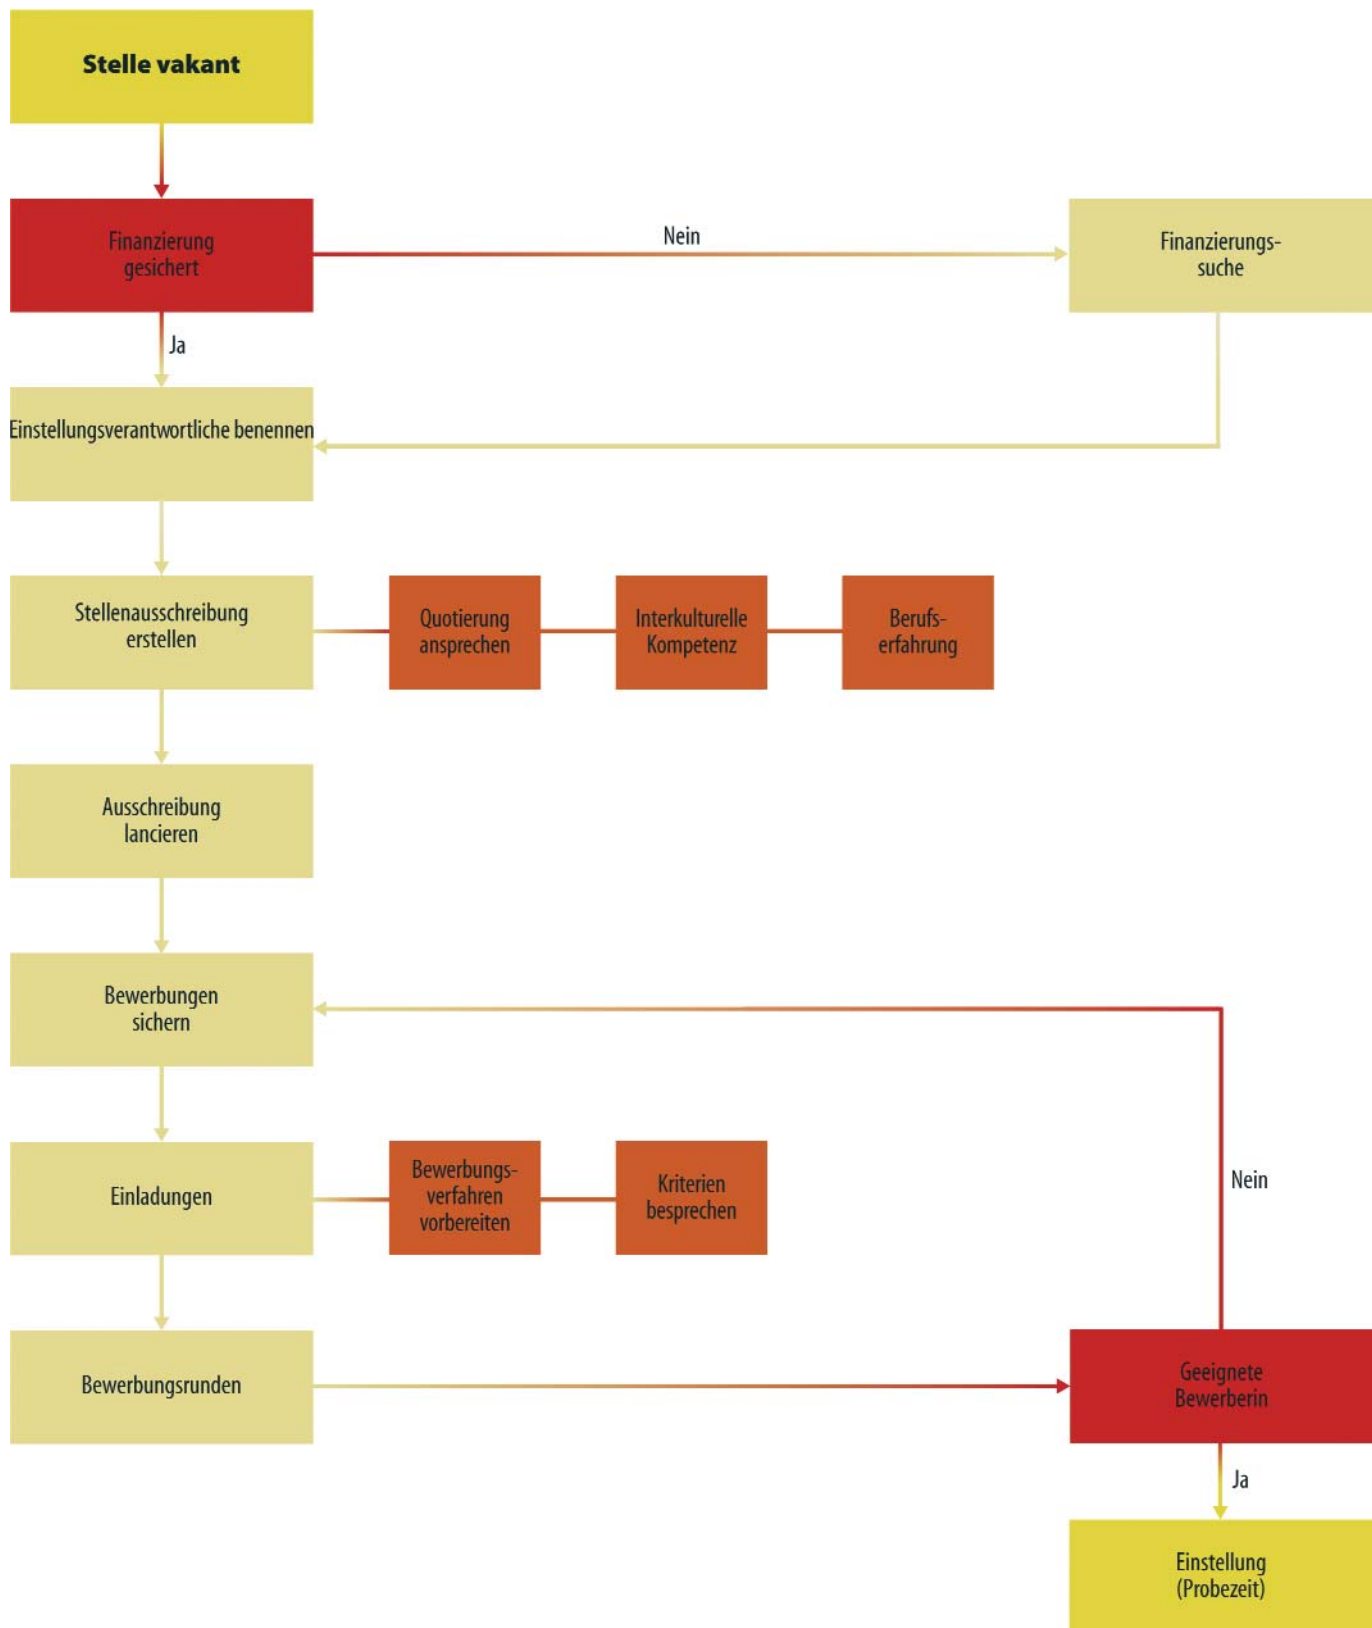 Stelle vakant
Finanzierung
gesichert
Nein
Finanzierungs-
suche
Ja
Einstellungsverantwortliche benennen
Stellenausschreibung
erstellen
Quotierung
ansprechen
Interkulturelle
Kompetenz
Berufs-
erfahrung
Ausschreibung
lancieren
Bewerbungen
sichern
Einladungen
Bewerbungs-
verfahren
vorbereiten
Kriterien
besprechen
Nein
Bewerbungsrunden
Geeignete
Bewerberin
Ja
Einstellung
(Probezeit)